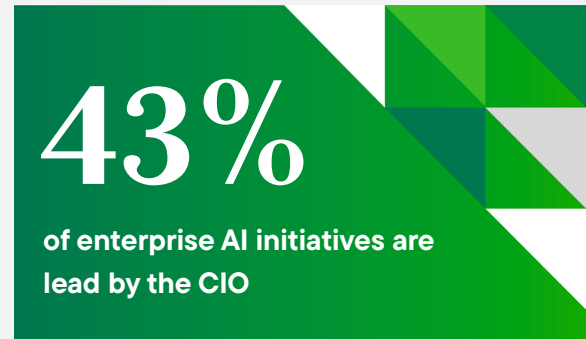 43%
of enterprise AI initiatives are
lead by the CIO